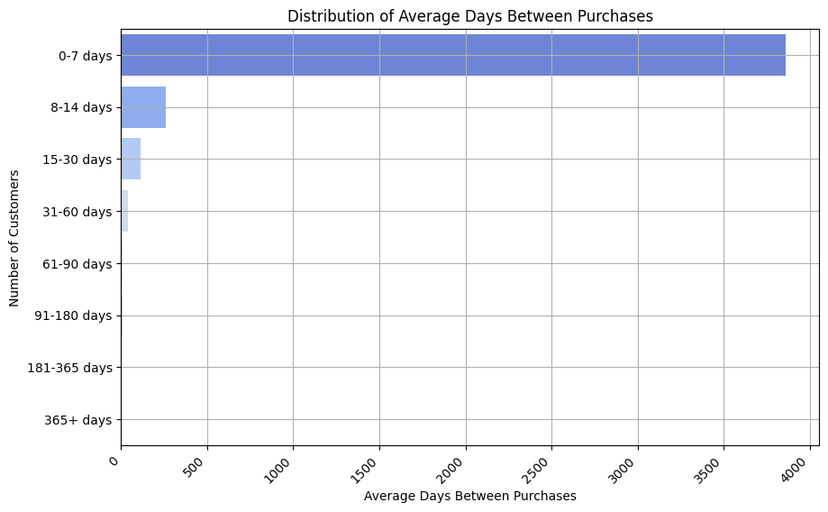 Distribution of Average Days Between Purchases
Number of Customers
0-7 days
8-14 days
15-30 days
31-60 days
61-90 days
91-180 days
181-365 days
365+ days
0
500
1000
1500
2000
2500
3000
3500
4000
Average Days Between Purchases